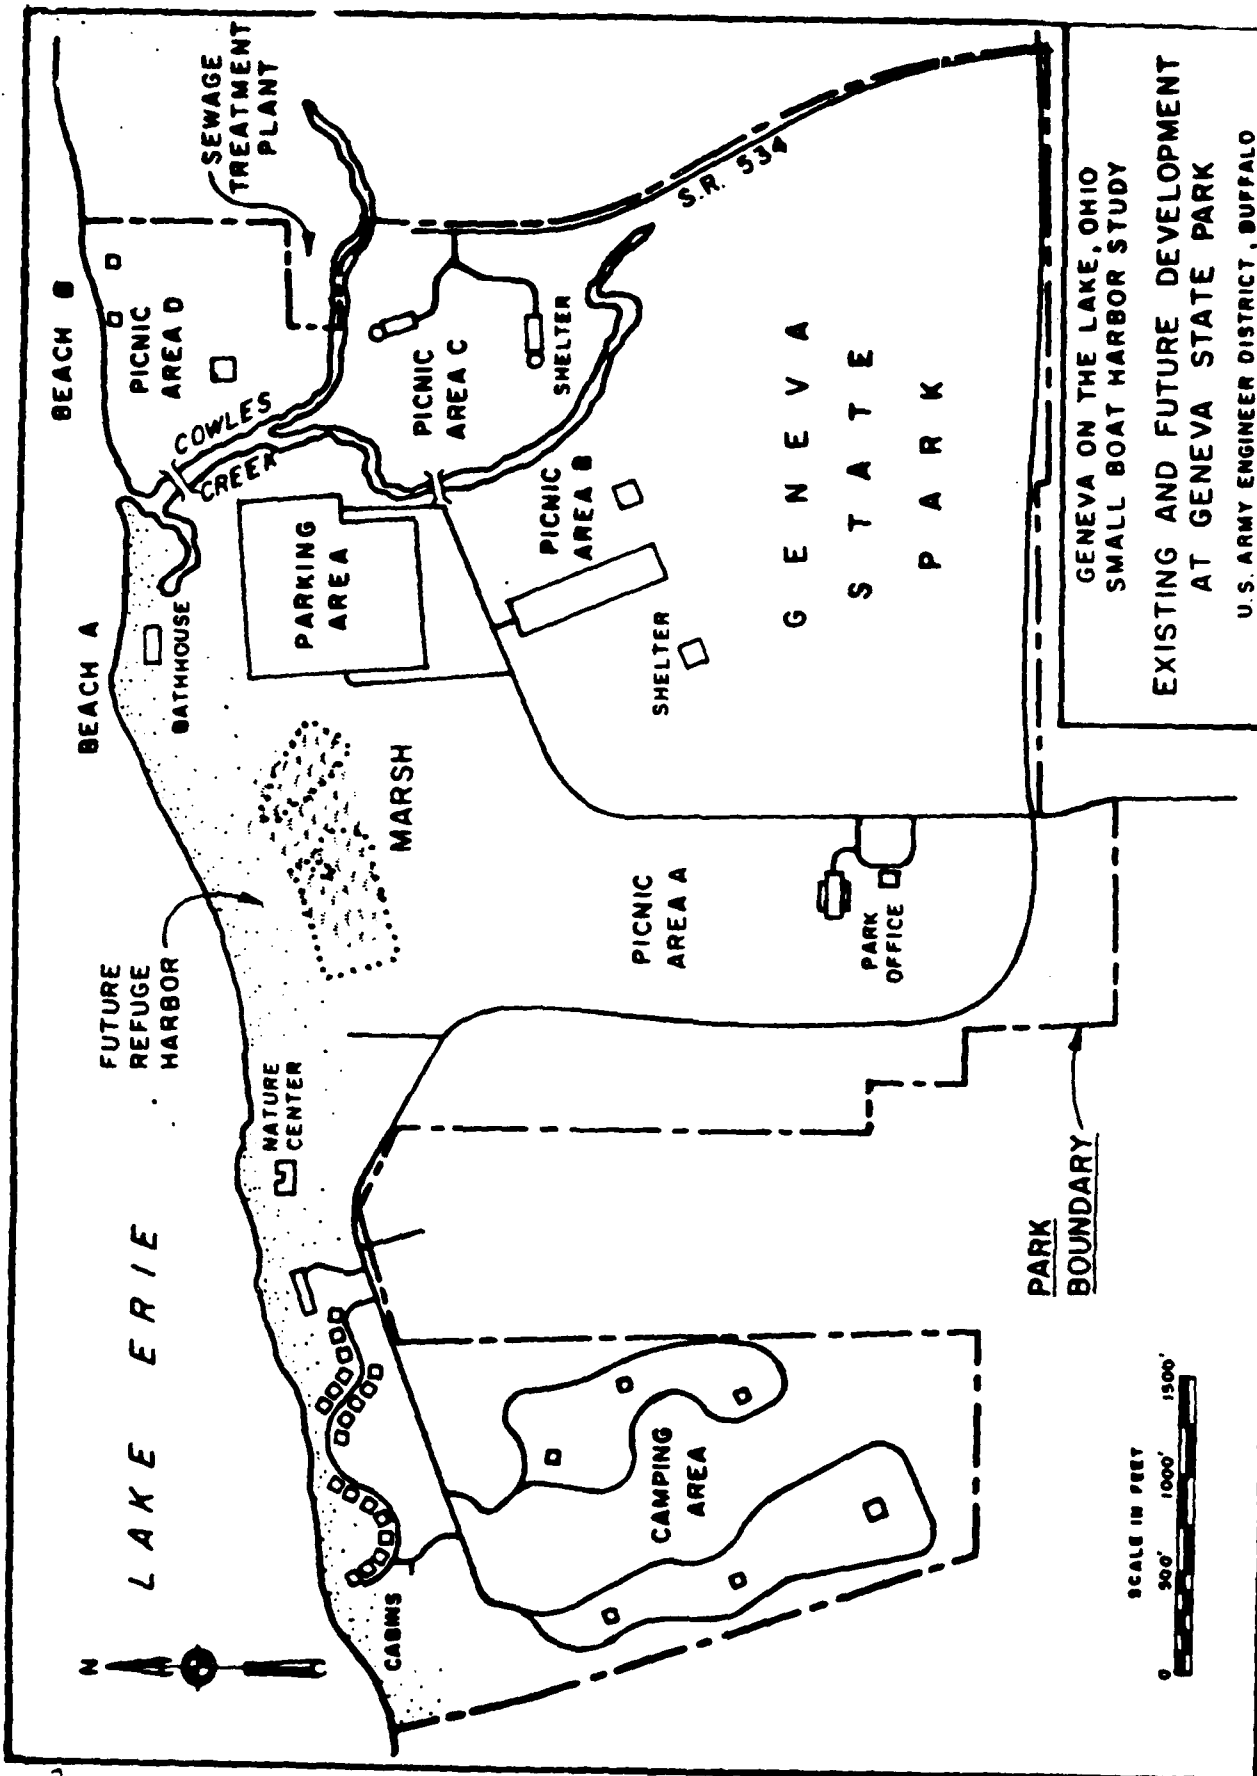 N
LAKE ERIE
FUTURE
REFUGE
HARBOR
BEACH A
BEACH B
SEWAGE
TREATMENT
PLANT
PICNIC
AREA D
COWLES
CREEK
BATHHOUSE
PARKING
AREA
PICNIC
AREA C
SHELTER
S.R. 534
NATURE
CENTER
MARSH
PICNIC
AREA B
SHELTER
CABINS
CAMPING
AREA
PICNIC
AREA A
PARK
OFFICE
GENEVA
STATE
PARK
PARK
BOUNDARY
SCALE IN FEET
0 500' 1000' 1500'
GENEVA ON THE LAKE, OHIO
SMALL BOAT HARBOR STUDY
EXISTING AND FUTURE DEVELOPMENT
AT GENEVA STATE PARK
U.S. ARMY ENGINEER DISTRICT, BUFFALO